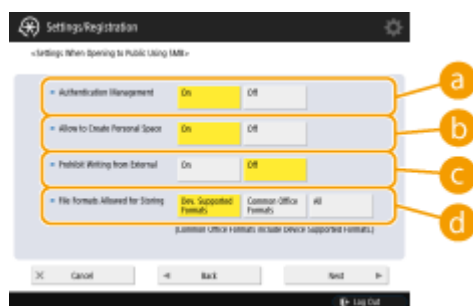 Settings/Registration
<Settings When Opening to Public Using SMB>
Authentication Management On Off
a
Allow to Create Personal Space On Off
b
Prohibit Writing from External On Off
c
File Formats Allowed for Storing Dev. Supported Formats Common Office Formats All
d
(Common Office Formats include Device Supported Formats.)
Cancel Back Next
Log Out